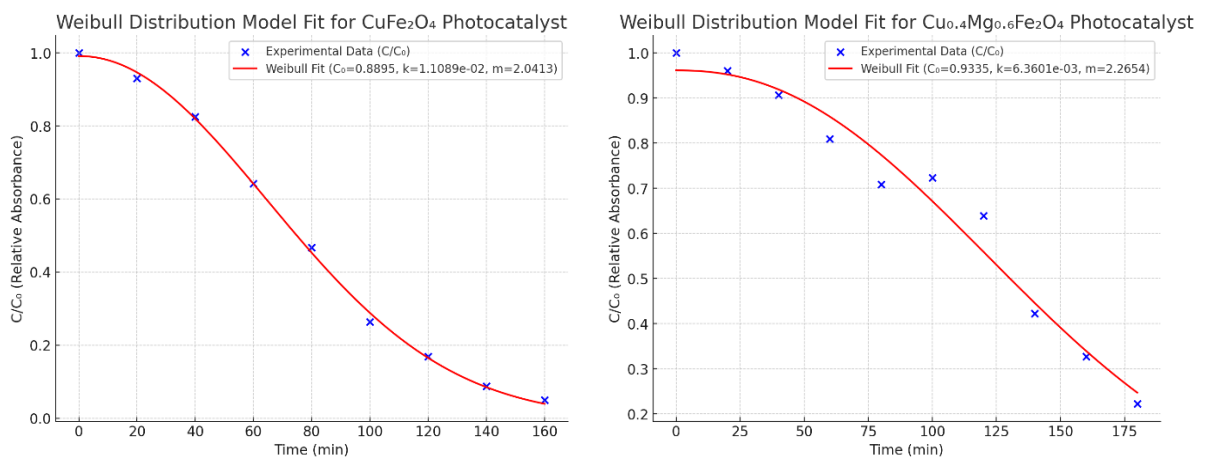 Weibull Distribution Model Fit for CuFe₂O₄ Photocatalyst
Experimental Data (C/C₀)
Weibull Fit (C₀=0.8895, k=1.1089e-02, m=2.0413)
C/C₀ (Relative Absorbance)
1.0
0.8
0.6
0.4
0.2
0.0
0 20 40 60 80 100 120 140 160
Time (min)
Weibull Distribution Model Fit for Cu₀.₄Mg₀.₆Fe₂O₄ Photocatalyst
Experimental Data (C/C₀)
Weibull Fit (C₀=0.9335, k=6.3601e-03, m=2.2654)
C/C₀ (Relative Absorbance)
1.0
0.9
0.8
0.7
0.6
0.5
0.4
0.3
0.2
0 25 50 75 100 125 150 175
Time (min)